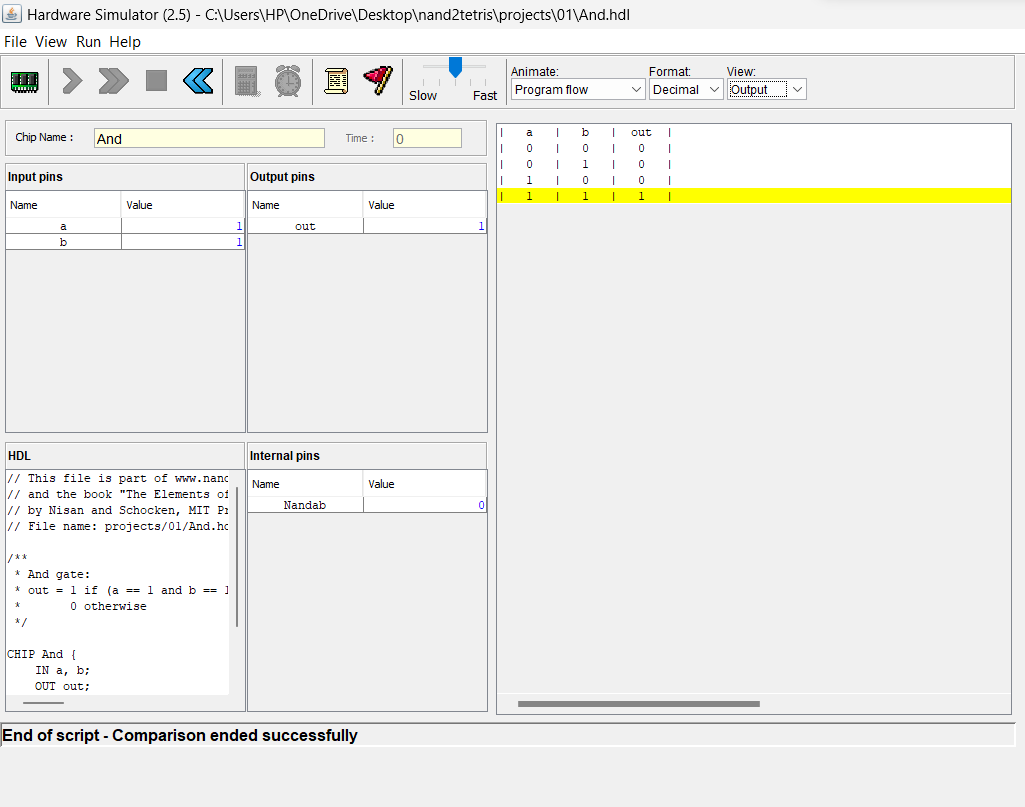 Hardware Simulator (2.5) - C:\Users\HP\OneDrive\Desktop\nand2tetris\projects\01\And.hdl
File View Run Help
Slow Fast
Animate: Format: View:
Program flow Decimal Output
Chip Name : And Time : 0
Input pins
Name Value
a 1
b 1
Output pins
Name Value
out 1
HDL
// This file is part of www.nand
// and the book "The Elements of
// by Nisan and Schocken, MIT Pr
// File name: projects/01/And.hd
/**
* And gate:
* out = 1 if (a == 1 and b == 1
* 0 otherwise
*/
CHIP And {
IN a, b;
OUT out;
Internal pins
Name Value
Nandab 0
| a | b | out |
| 0 | 0 | 0 |
| 0 | 1 | 0 |
| 1 | 0 | 0 |
| 1 | 1 | 1 |
End of script - Comparison ended successfully